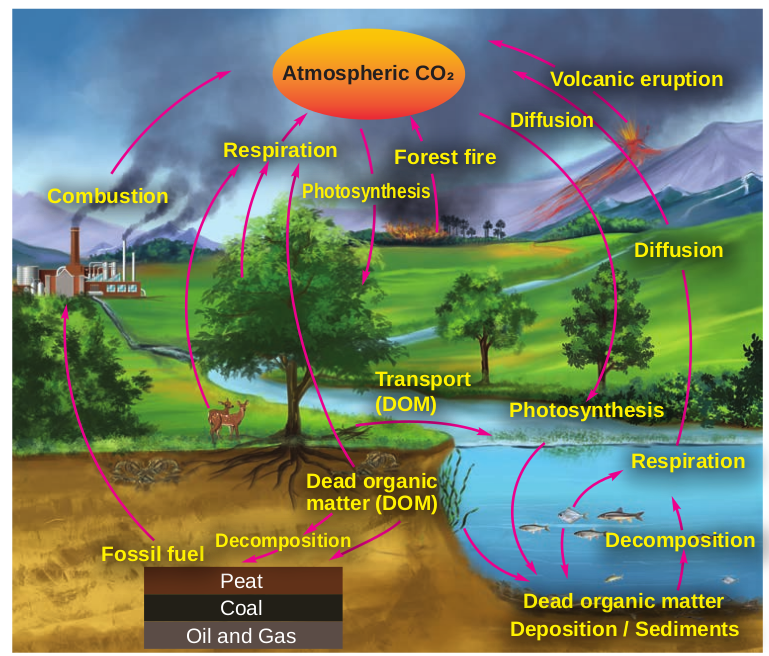 Atmospheric CO₂
Volcanic eruption
Diffusion
Respiration
Forest fire
Photosynthesis
Combustion
Diffusion
Transport
(DOM)
Photosynthesis
Respiration
Dead organic
matter (DOM)
Decomposition
Decomposition
Fossil fuel
Peat
Coal
Oil and Gas
Dead organic matter
Deposition / Sediments